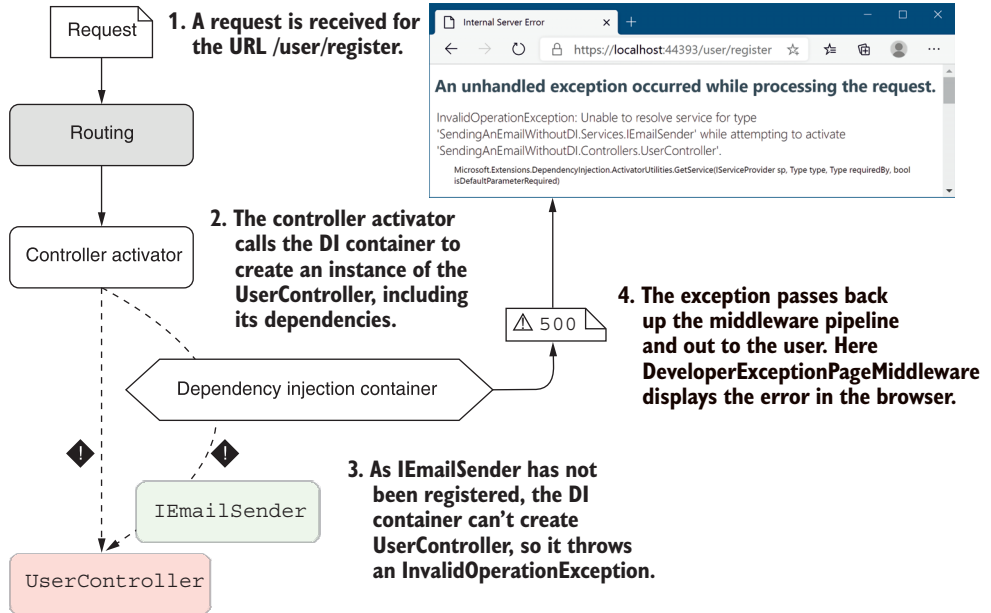 Request
1. A request is received for
the URL /user/register.
Internal Server Error
https://localhost:44393/user/register
An unhandled exception occurred while processing the request.
InvalidOperationException: Unable to resolve service for type
'SendingAnEmailWithoutDI.Services.IEmailSender' while attempting to activate
'SendingAnEmailWithoutDI.Controllers.UserController'.
Microsoft.Extensions.DependencyInjection.ActivatorUtilities.GetService(IServiceProvider sp, Type type, Type requiredBy, bool
isDefaultParameterRequired)
Routing
2. The controller activator
calls the DI container to
create an instance of the
UserController, including
its dependencies.
Controller activator
4. The exception passes back
up the middleware pipeline
and out to the user. Here
DeveloperExceptionPageMiddleware
displays the error in the browser.
500
Dependency injection container
3. As IEmailSender has not
been registered, the DI
container can't create
UserController, so it throws
an InvalidOperationException.
IEmailSender
UserController